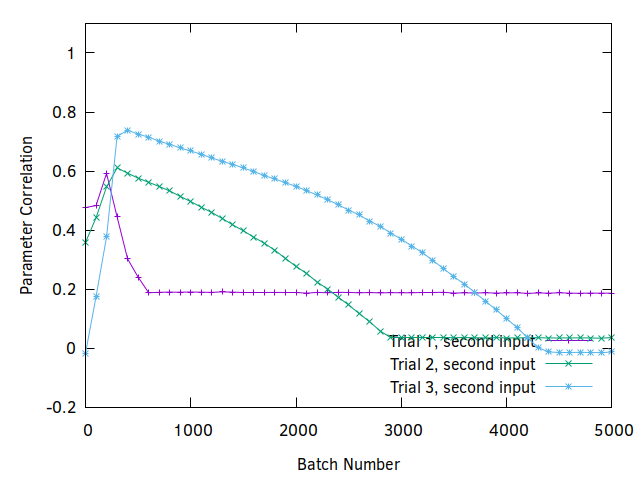 1
0.8
0.6
0.4
0.2
0
-0.2
Parameter Correlation
Trial 1, second input
Trial 2, second input
Trial 3, second input
0 1000 2000 3000 4000 5000
Batch Number